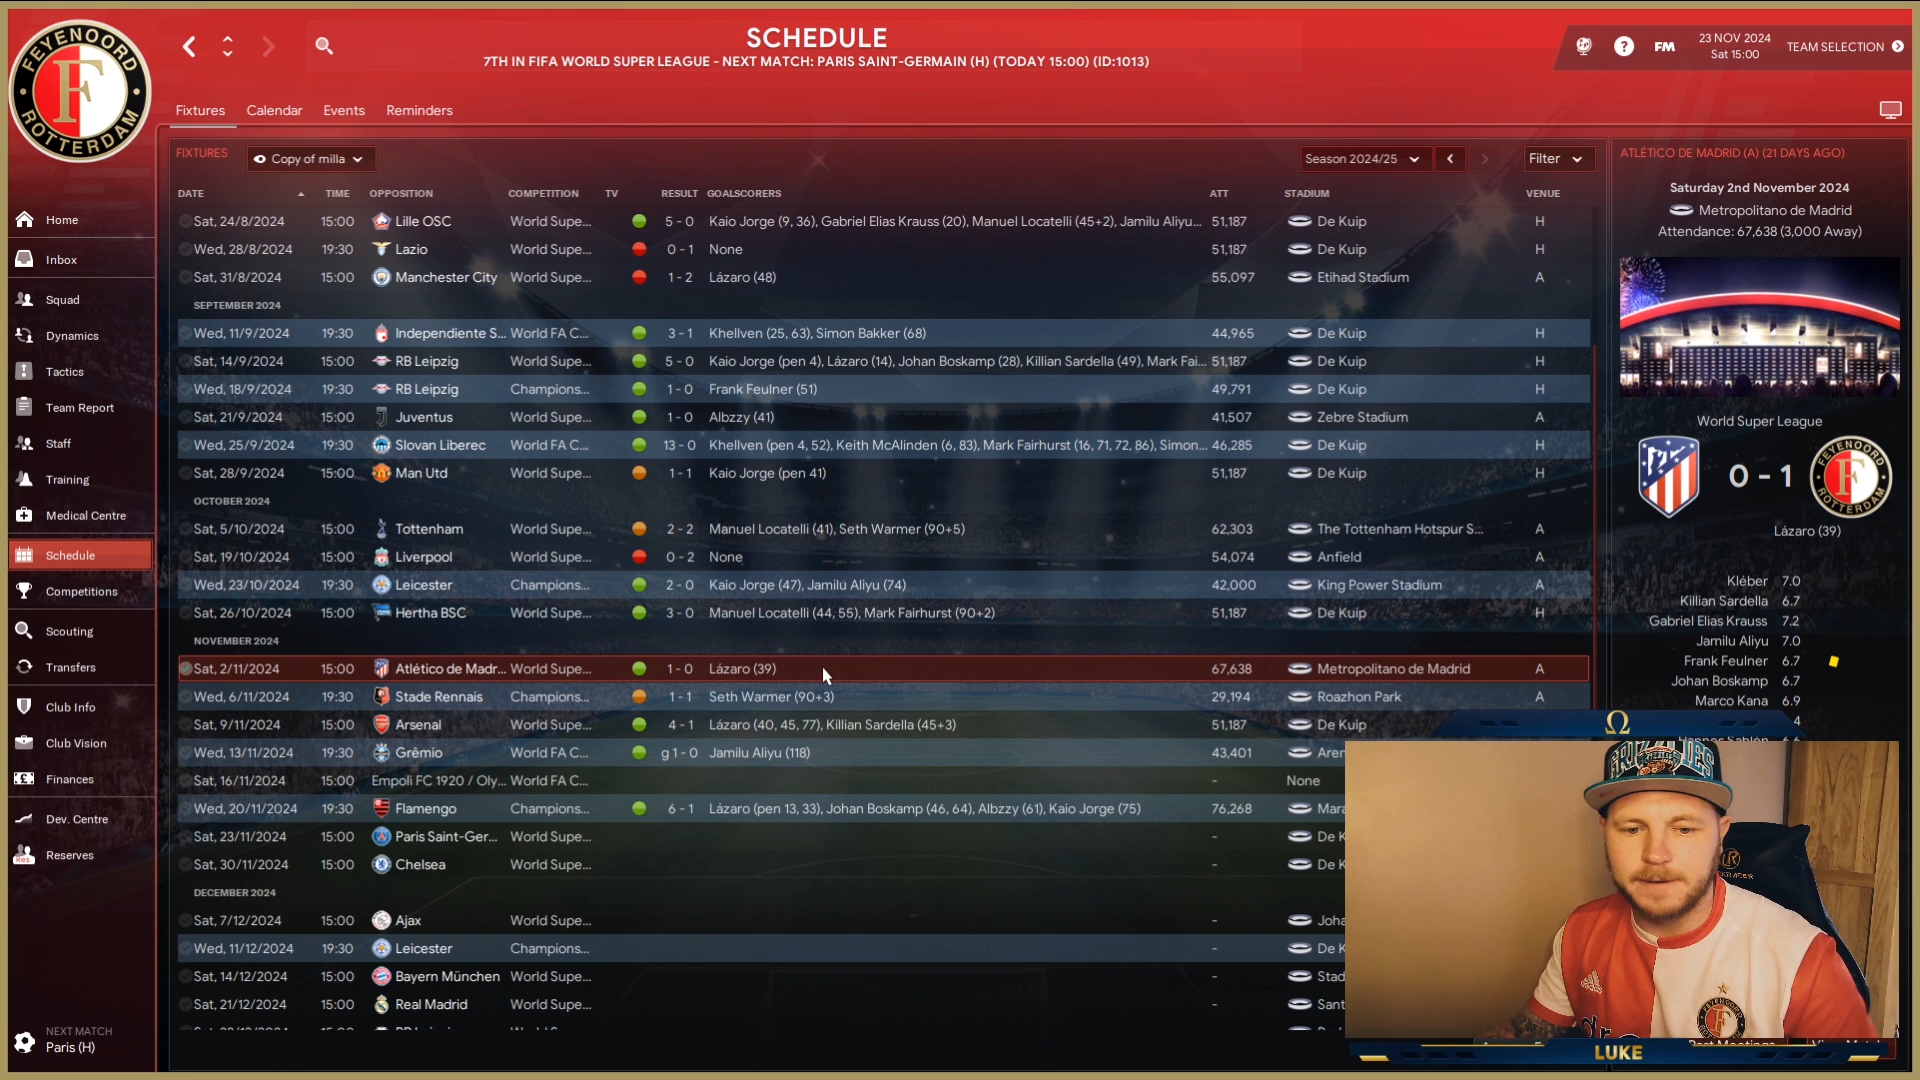 FEYENOORD
F
ROTTERDAM
SCHEDULE
7TH IN FIFA WORLD SUPER LEAGUE - NEXT MATCH: PARIS SAINT-GERMAIN (H) (TODAY 15:00) (ID:1013)
? FM 23 NOV 2024 Sat 15:00 TEAM SELECTION
Fixtures Calendar Events Reminders
Home
Inbox
Squad
Dynamics
Tactics
Team Report
Staff
Training
Medical Centre
Schedule
Competitions
Scouting
Transfers
Club Info
Club Vision
Finances
Dev. Centre
Reserves
NEXT MATCH
Paris (H)
FIXTURES Copy of milla Season 2024/25 Filter
DATE TIME OPPOSITION COMPETITION TV RESULT GOALSCORERS ATT STADIUM VENUE
Sat, 24/8/2024 15:00 Lille OSC World Supe... 5 - 0 Kaio Jorge (9, 36), Gabriel Elias Krauss (20), Manuel Locatelli (45+2), Jamilu Aliyu... 51,187 De Kuip H
Wed, 28/8/2024 19:30 Lazio World Supe... 0 - 1 None 51,187 De Kuip H
Sat, 31/8/2024 15:00 Manchester City World Supe... 1 - 2 Lázaro (48) 55,097 Etihad Stadium A
SEPTEMBER 2024
Wed, 11/9/2024 19:30 Independiente S... World FA C... 3 - 1 Khellven (25, 63), Simon Bakker (68) 44,965 De Kuip H
Sat, 14/9/2024 15:00 RB Leipzig World Supe... 5 - 0 Kaio Jorge (pen 4), Lázaro (14), Johan Boskamp (28), Killian Sardella (49), Mark Fai... 51,187 De Kuip H
Wed, 18/9/2024 19:30 RB Leipzig Champions... 1 - 0 Frank Feulner (51) 49,791 De Kuip H
Sat, 21/9/2024 15:00 Juventus World Supe... 1 - 0 Albzzy (41) 41,507 Zebre Stadium A
Wed, 25/9/2024 19:30 Slovan Liberec World FA C... 13 - 0 Khellven (pen 4, 52), Keith McAlinden (6, 83), Mark Fairhurst (16, 71, 72, 86), Simon... 46,285 De Kuip H
Sat, 28/9/2024 15:00 Man Utd World Supe... 1 - 1 Kaio Jorge (pen 41) 51,187 De Kuip H
OCTOBER 2024
Sat, 5/10/2024 15:00 Tottenham World Supe... 2 - 2 Manuel Locatelli (41), Seth Warmer (90+5) 62,303 The Tottenham Hotspur S... A
Sat, 19/10/2024 15:00 Liverpool World Supe... 0 - 2 None 54,074 Anfield A
Wed, 23/10/2024 19:30 Leicester Champions... 2 - 0 Kaio Jorge (47), Jamilu Aliyu (74) 42,000 King Power Stadium A
Sat, 26/10/2024 15:00 Hertha BSC World Supe... 3 - 0 Manuel Locatelli (44, 55), Mark Fairhurst (90+2) 51,187 De Kuip H
NOVEMBER 2024
Sat, 2/11/2024 15:00 Atlético de Madr... World Supe... 1 - 0 Lázaro (39) 67,638 Metropolitano de Madrid A
Wed, 6/11/2024 19:30 Stade Rennais Champions... 1 - 1 Seth Warmer (90+3) 29,194 Roazhon Park A
Sat, 9/11/2024 15:00 Arsenal World Supe... 4 - 1 Lázaro (40, 45, 77), Killian Sardella (45+3) 51,187 De Kuip
Wed, 13/11/2024 19:30 Grêmio World FA C... g 1 - 0 Jamilu Aliyu (118) 43,401 Aren
Sat, 16/11/2024 15:00 Empoli FC 1920 / Oly... World FA C... - None
Wed, 20/11/2024 19:30 Flamengo Champions... 6 - 1 Lázaro (pen 13, 33), Johan Boskamp (46, 64), Albzzy (61), Kaio Jorge (75) 76,268 Mara
Sat, 23/11/2024 15:00 Paris Saint-Ger... World Supe... - De K
Sat, 30/11/2024 15:00 Chelsea World Supe... - De K
DECEMBER 2024
Sat, 7/12/2024 15:00 Ajax World Supe... - Joha
Wed, 11/12/2024 19:30 Leicester Champions... - De K
Sat, 14/12/2024 15:00 Bayern München World Supe... - Stad
Sat, 21/12/2024 15:00 Real Madrid World Supe... - Sant
ATLÉTICO DE MADRID (A) (21 DAYS AGO)
Saturday 2nd November 2024
Metropolitano de Madrid
Attendance: 67,638 (3,000 Away)
World Super League
0 - 1
FEYENOORD
F
ROTTERDAM
Lázaro (39)
Kléber 7.0
Killian Sardella 6.7
Gabriel Elias Krauss 7.2
Jamilu Aliyu 7.0
Frank Feulner 6.7
Johan Boskamp 6.7
Marco Kana 6.9
4
Ω
GRIZZLIES
adidas
LUKE